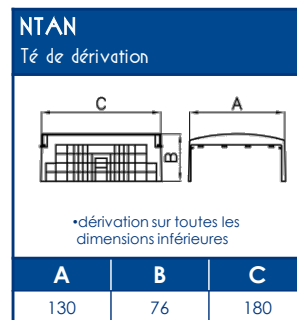 NTAN
Té de dérivation
C
A
B
•dérivation sur toutes les
dimensions inférieures
A B C
130 76 180